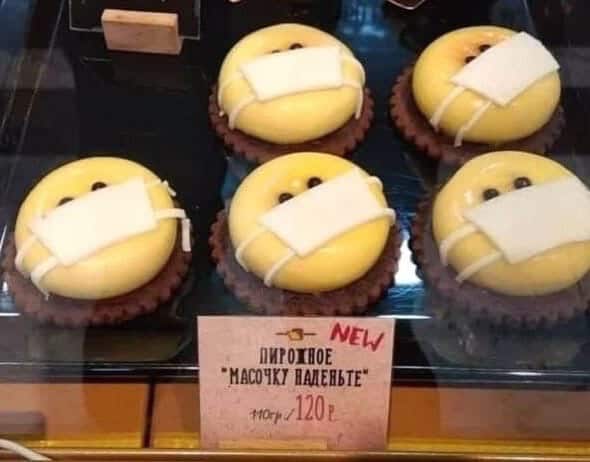 NEW
ПИРОЖНОЕ
"МАСОЧКУ НАДЕНЬТЕ"
110гр./120 р.